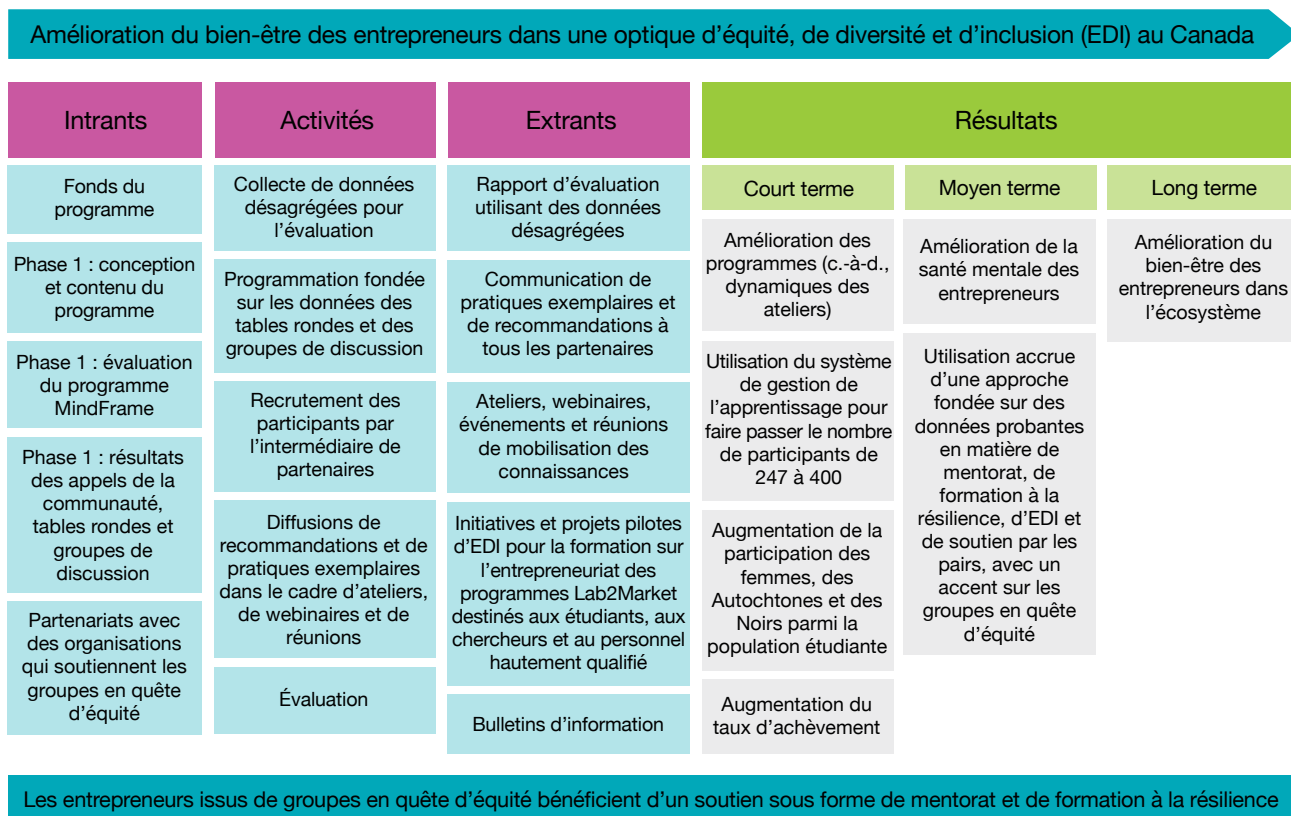 Amélioration du bien-être des entrepreneurs dans une optique d'équité, de diversité et d'inclusion (EDI) au Canada
Intrants
Fonds du
programme
Phase 1 : conception
et contenu du
programme
Phase 1 : évaluation
du programme
MindFrame
Phase 1 : résultats
des appels de la
communauté,
tables rondes et
groupes de
discussion
Partenariats avec
des organisations
qui soutiennent les
groupes en quête
d'équité
Activités
Collecte de données
désagrégées pour
l'évaluation
Programmation fondée
sur les données des
tables rondes et des
groupes de discussion
Recrutement des
participants par
l'intermédiaire de
partenaires
Diffusions de
recommandations et de
pratiques exemplaires
dans le cadre d'ateliers,
de webinaires et de
réunions
Évaluation
Extrants
Rapport d'évaluation
utilisant des données
désagrégées
Communication de
pratiques exemplaires et
de recommandations à
tous les partenaires
Ateliers, webinaires,
événements et réunions
de mobilisation des
connaissances
Initiatives et projets pilotes
d'EDI pour la formation sur
l'entrepreneuriat des
programmes Lab2Market
destinés aux étudiants, aux
chercheurs et au personnel
hautement qualifié
Bulletins d'information
Résultats
Court terme
Amélioration des
programmes (c.-à-d.,
dynamiques des
ateliers)
Utilisation du système
de gestion de
l'apprentissage pour
faire passer le nombre
de participants de
247 à 400
Augmentation de la
participation des
femmes, des
Autochtones et des
Noirs parmi la
population étudiante
Augmentation du
taux d'achèvement
Moyen terme
Amélioration de la
santé mentale des
entrepreneurs
Utilisation accrue
d'une approche
fondée sur des
données probantes
en matière de
mentorat, de
formation à la
résilience, d'EDI et
de soutien par les
pairs, avec un
accent sur les
groupes en quête
d'équité
Long terme
Amélioration du
bien-être des
entrepreneurs dans
l'écosystème
Les entrepreneurs issus de groupes en quête d'équité bénéficient d'un soutien sous forme de mentorat et de formation à la résilience